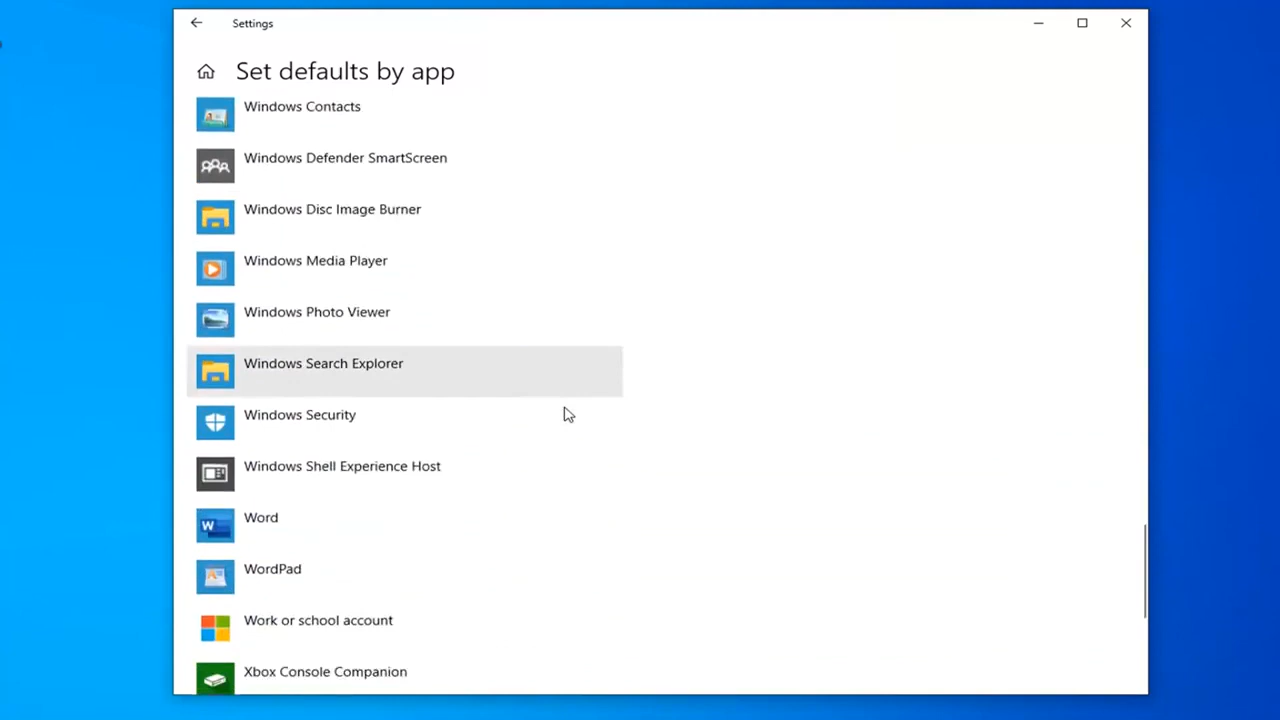 Settings
Set defaults by app
Windows Contacts
Windows Defender SmartScreen
Windows Disc Image Burner
Windows Media Player
Windows Photo Viewer
Windows Search Explorer
Windows Security
Windows Shell Experience Host
W
Word
WordPad
Work or school account
Xbox Console Companion